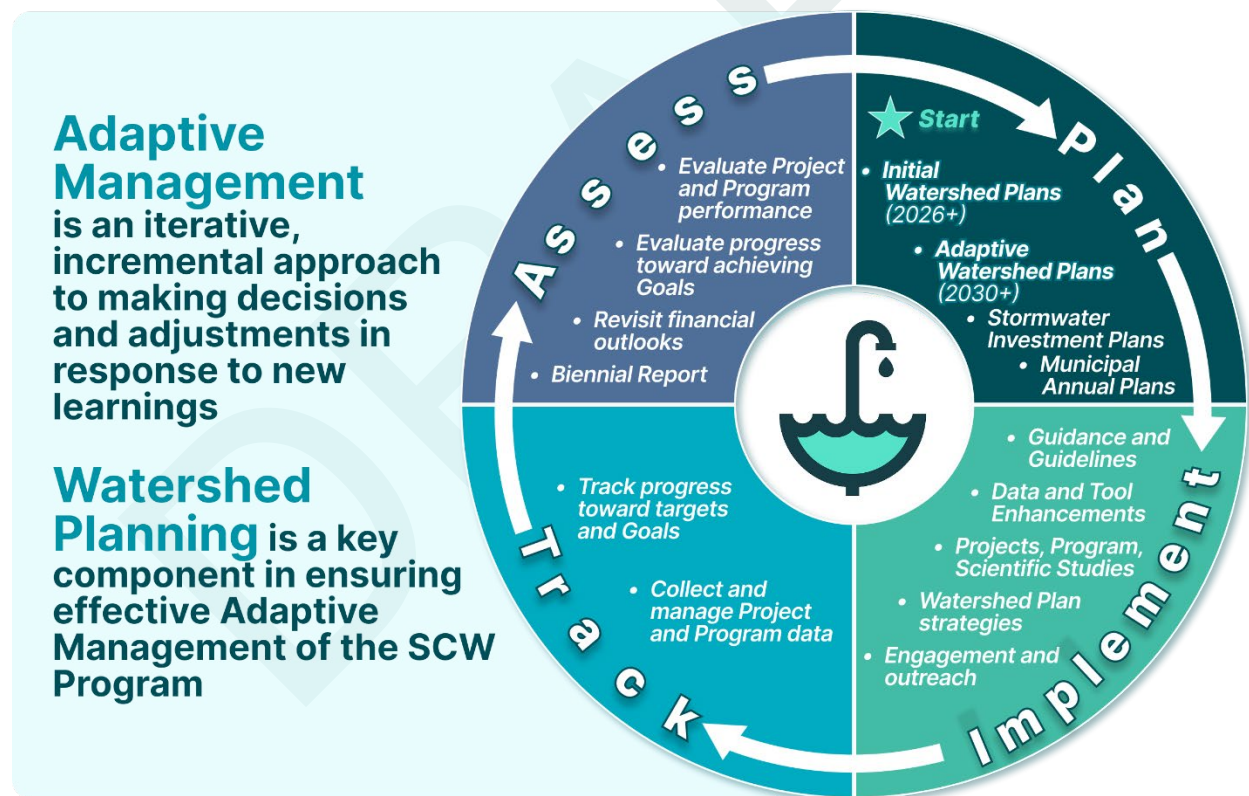 Adaptive
Management
is an iterative,
incremental approach
to making decisions
and adjustments in
response to new
learnings
Watershed
Planning is a key
component in ensuring
effective Adaptive
Management of the SCW
Program
Assess
• Evaluate Project
and Program
performance
• Evaluate progress
toward achieving
Goals
• Revisit financial
outlooks
• Biennial Report
Plan
Start
• Initial
Watershed Plans
(2026+)
• Adaptive
Watershed Plans
(2030+)
• Stormwater
Investment Plans
• Municipal
Annual Plans
Implement
• Guidance and
Guidelines
• Data and Tool
Enhancements
• Projects, Program,
Scientific Studies
• Watershed Plan
strategies
• Engagement and
outreach
Track
• Track progress
toward targets
and Goals
• Collect and
manage Project
and Program data